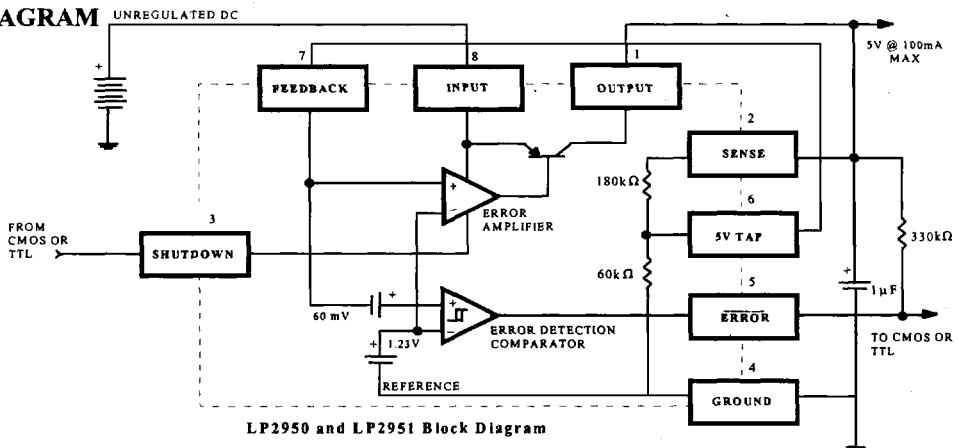 AGRAM
UNREGULATED DC
+
7
8
1
5V @ 100mA
MAX
FEEDBACK
INPUT
OUTPUT
2
SENSE
180kΩ
+
−
ERROR
AMPLIFIER
6
5V TAP
330kΩ
3
FROM
CMOS OR
TTL
SHUTDOWN
60kΩ
+
1μF
60 mV
+
+
−
5
ERROR
ERROR DETECTION
COMPARATOR
+
1.23V
TO CMOS OR
TTL
REFERENCE
4
GROUND
LP2950 and LP2951 Block Diagram